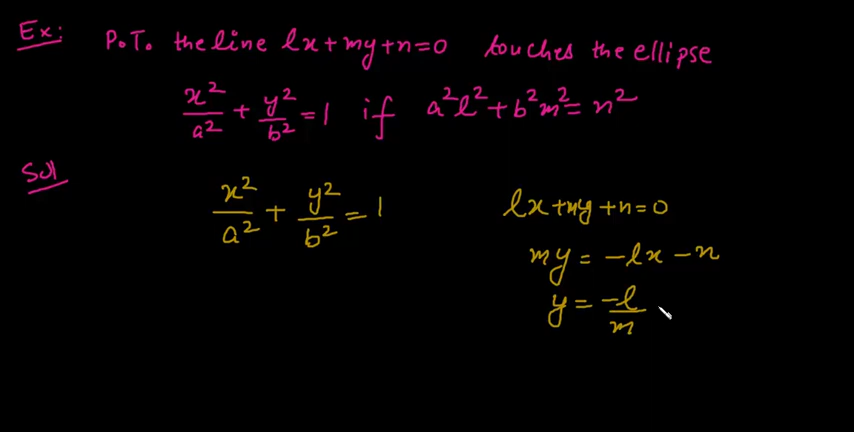 Ex: P.T. the line lx+my+n=0 touches the ellipse
x²/a² + y²/b² = 1 if a²l²+b²m²=n²
Sol
x²/a² + y²/b² = 1
lx+my+n=0
my = -lx-n
y = -l/m